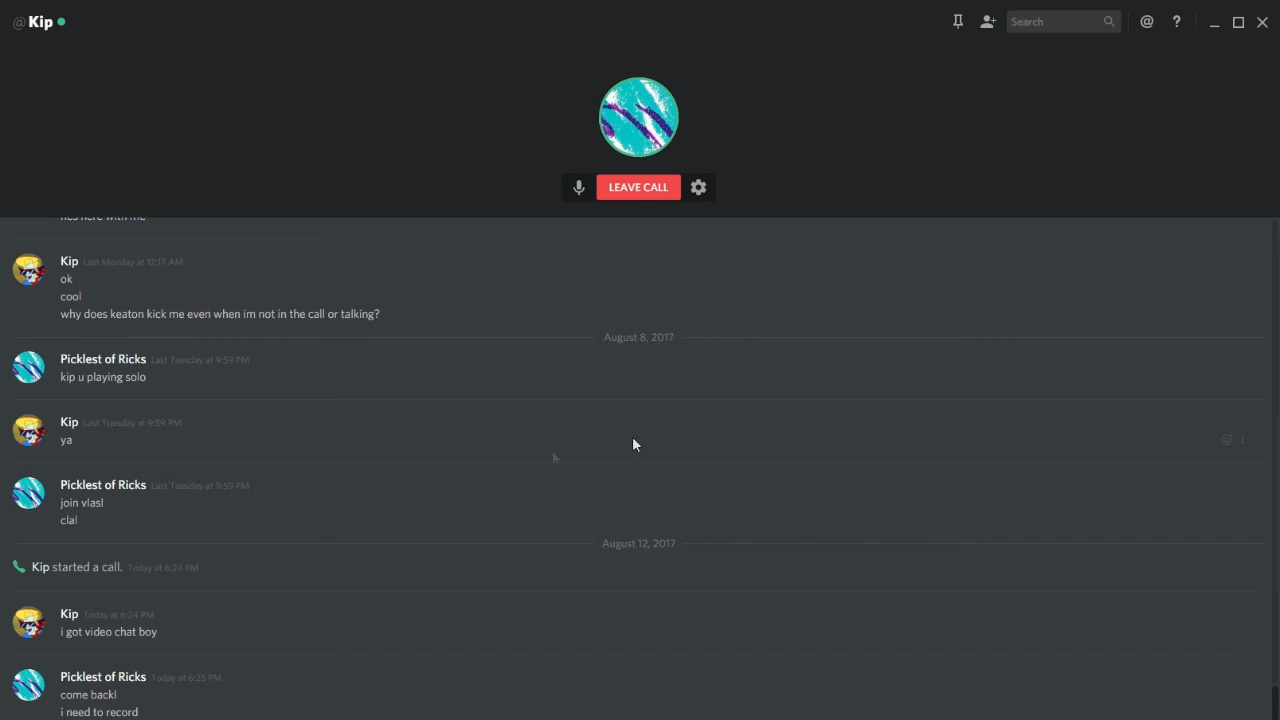 @Kip
Search
LEAVE CALL
hes here with me
Kip Last Monday at 12:17 AM
ok
cool
why does keaton kick me even when im not in the call or talking?
August 8, 2017
Picklest of Ricks Last Tuesday at 9:59 PM
kip u playing solo
Kip Last Tuesday at 9:59 PM
ya
Picklest of Ricks Last Tuesday at 9:59 PM
join vlasl
clal
August 12, 2017
Kip started a call. Today at 6:24 PM
Kip Today at 6:24 PM
i got video chat boy
Picklest of Ricks Today at 6:25 PM
come backl
i need to record